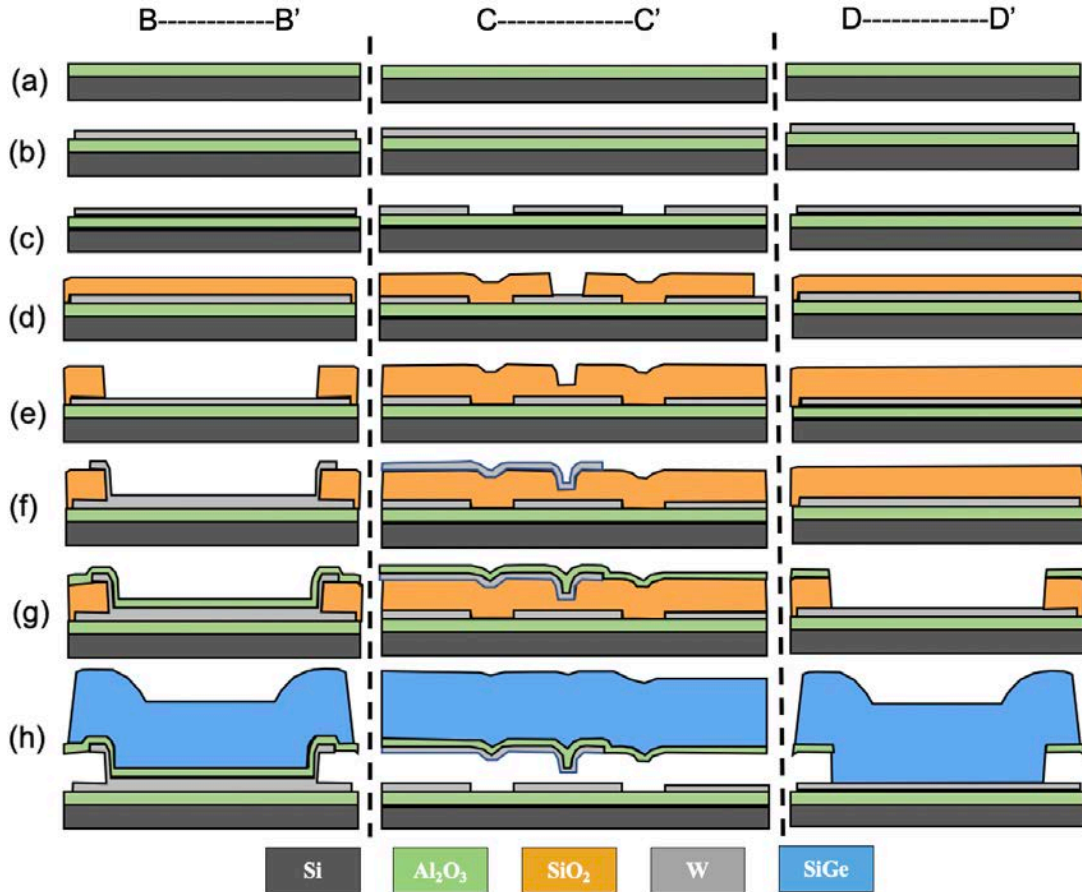 B------------B’ C--------------C’ D-------------D’
(a)
(b)
(c)
(d)
(e)
(f)
(g)
(h)
Si Al₂O₃ SiO₂ W SiGe